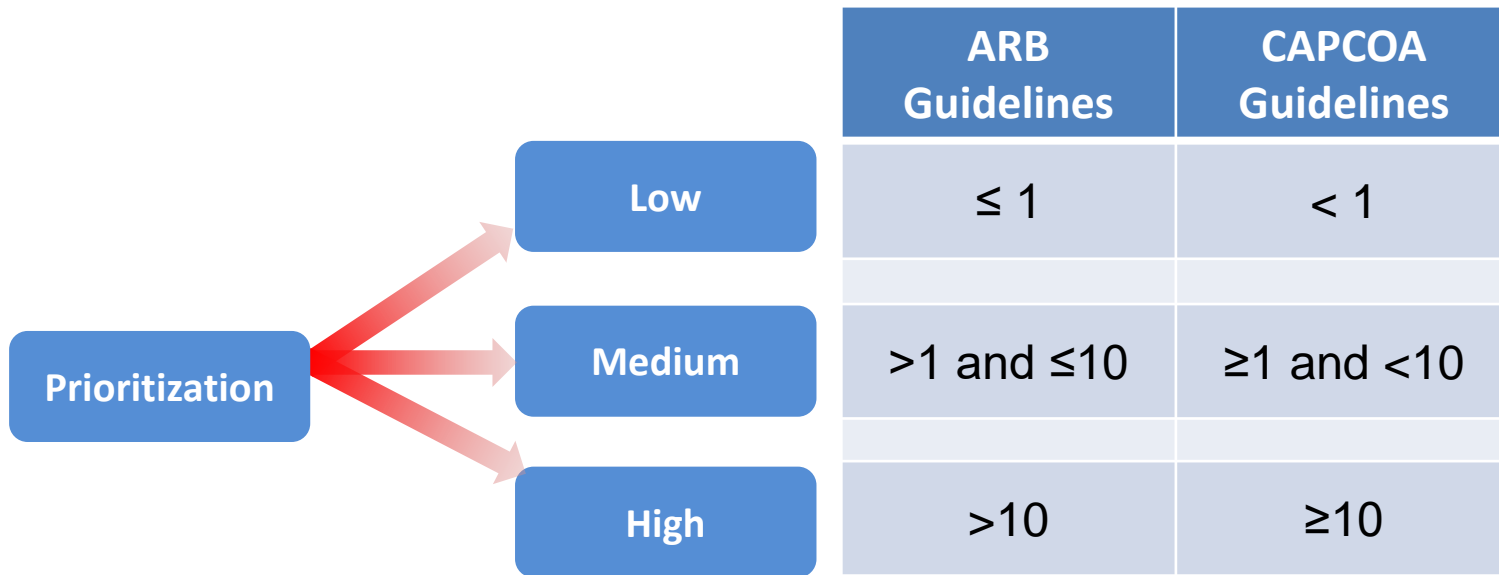 ARB
Guidelines
CAPCOA
Guidelines
Low
≤ 1
< 1
Prioritization
Medium
>1 and ≤10
≥1 and <10
High
>10
≥10